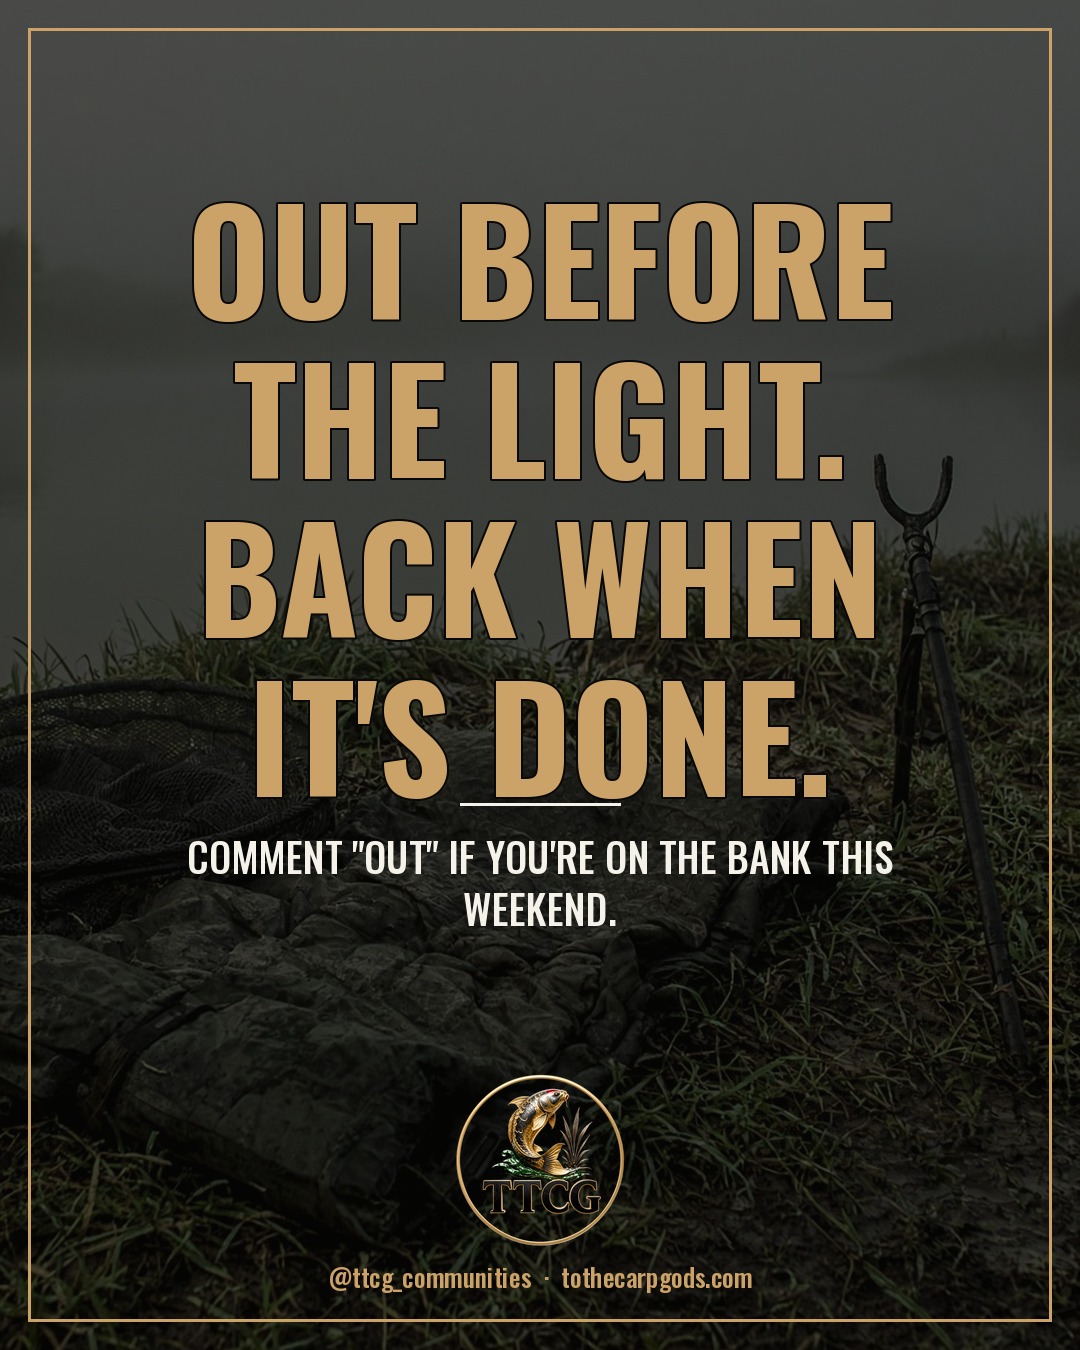 OUT BEFORE
THE LIGHT.
BACK WHEN
IT'S DONE.
COMMENT "OUT" IF YOU'RE ON THE BANK THIS
WEEKEND.
TTCG
@ttcg_communities · tothecarpgods.com